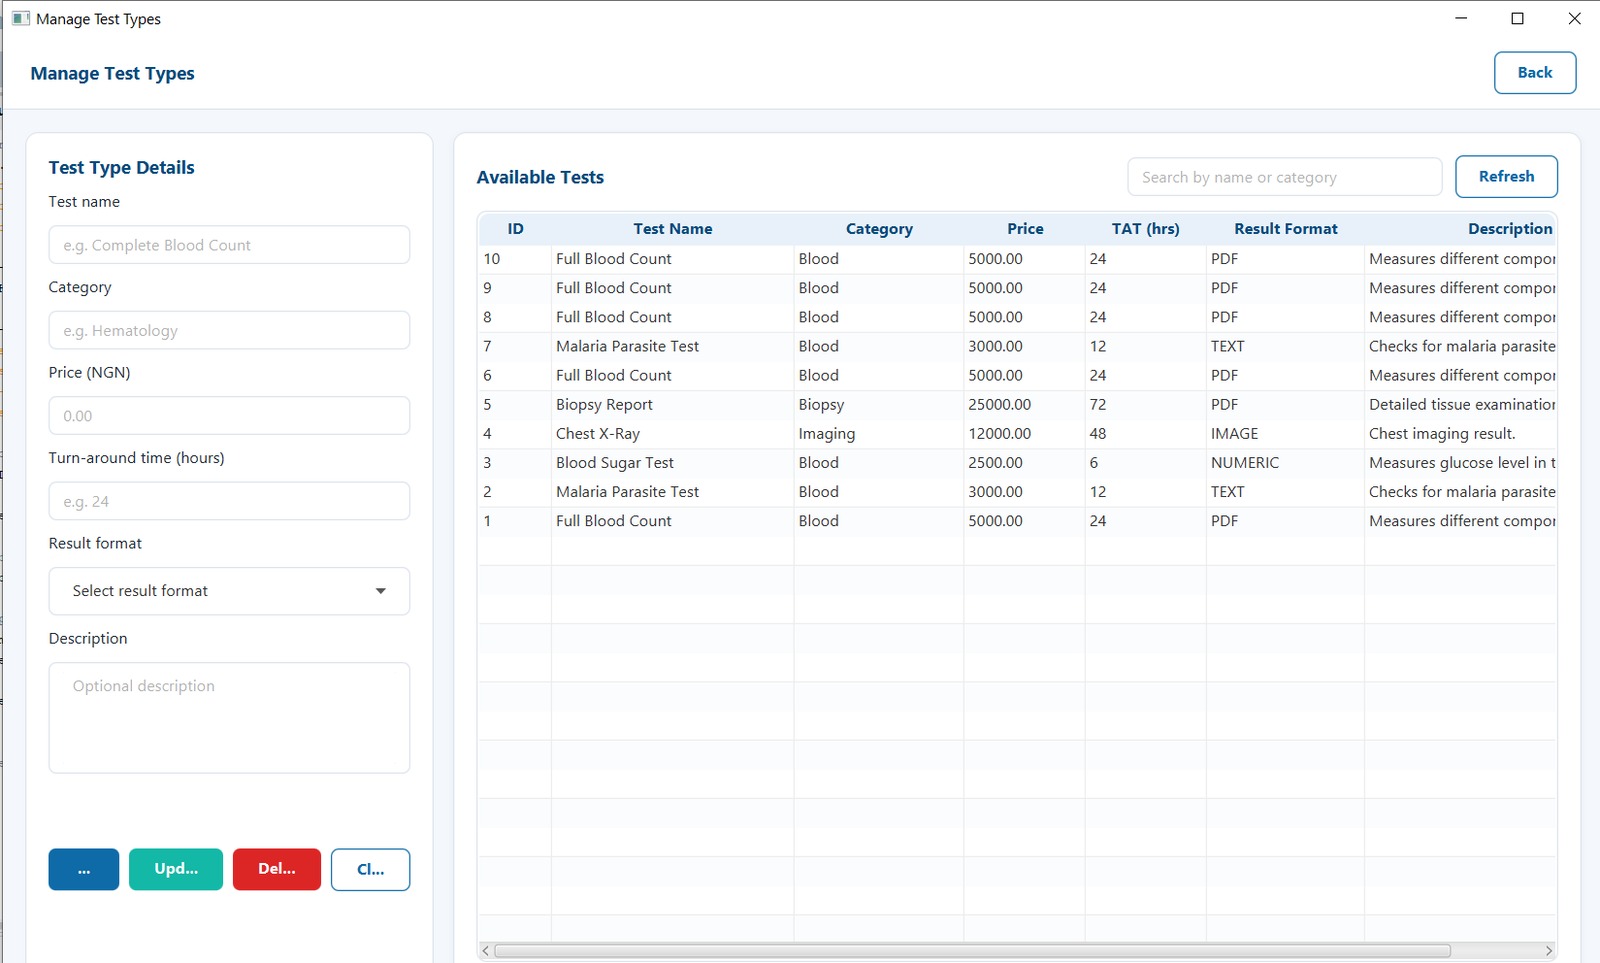 Manage Test Types
Manage Test Types
Back
Test Type Details
Test name
e.g. Complete Blood Count
Category
e.g. Hematology
Price (NGN)
0.00
Turn-around time (hours)
e.g. 24
Result format
Select result format
Description
Optional description
... Upd... Del... Cl...
Available Tests
Search by name or category
Refresh
ID Test Name Category Price TAT (hrs) Result Format Description
10 Full Blood Count Blood 5000.00 24 PDF Measures different compor
9 Full Blood Count Blood 5000.00 24 PDF Measures different compor
8 Full Blood Count Blood 5000.00 24 PDF Measures different compor
7 Malaria Parasite Test Blood 3000.00 12 TEXT Checks for malaria parasite
6 Full Blood Count Blood 5000.00 24 PDF Measures different compor
5 Biopsy Report Biopsy 25000.00 72 PDF Detailed tissue examination
4 Chest X-Ray Imaging 12000.00 48 IMAGE Chest imaging result.
3 Blood Sugar Test Blood 2500.00 6 NUMERIC Measures glucose level in t
2 Malaria Parasite Test Blood 3000.00 12 TEXT Checks for malaria parasite
1 Full Blood Count Blood 5000.00 24 PDF Measures different compor